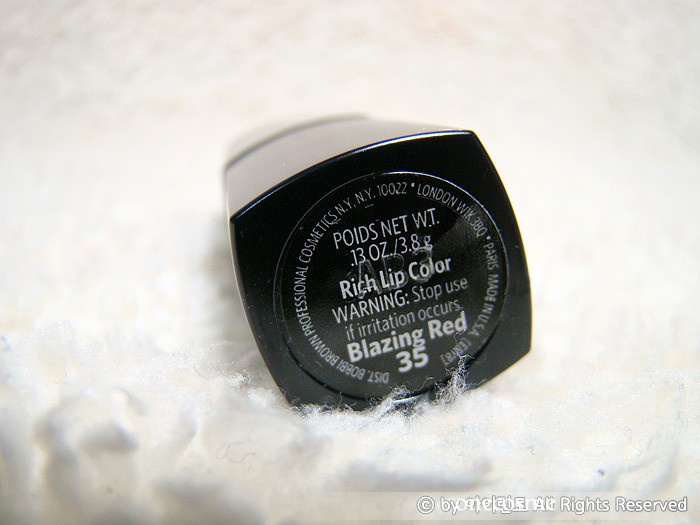 DIST. BOBBI BROWN PROFESSIONAL COSMETICS N.Y. N.Y. 10022 • LONDON W1K 3BQ • PARIS MADE IN U.S.A.
POIDS NET WT.
.13 OZ./3.8 g
AB3
Rich Lip Color
WARNING: Stop use
if irritation occurs.
Blazing Red
35
© by All Rights Reserved